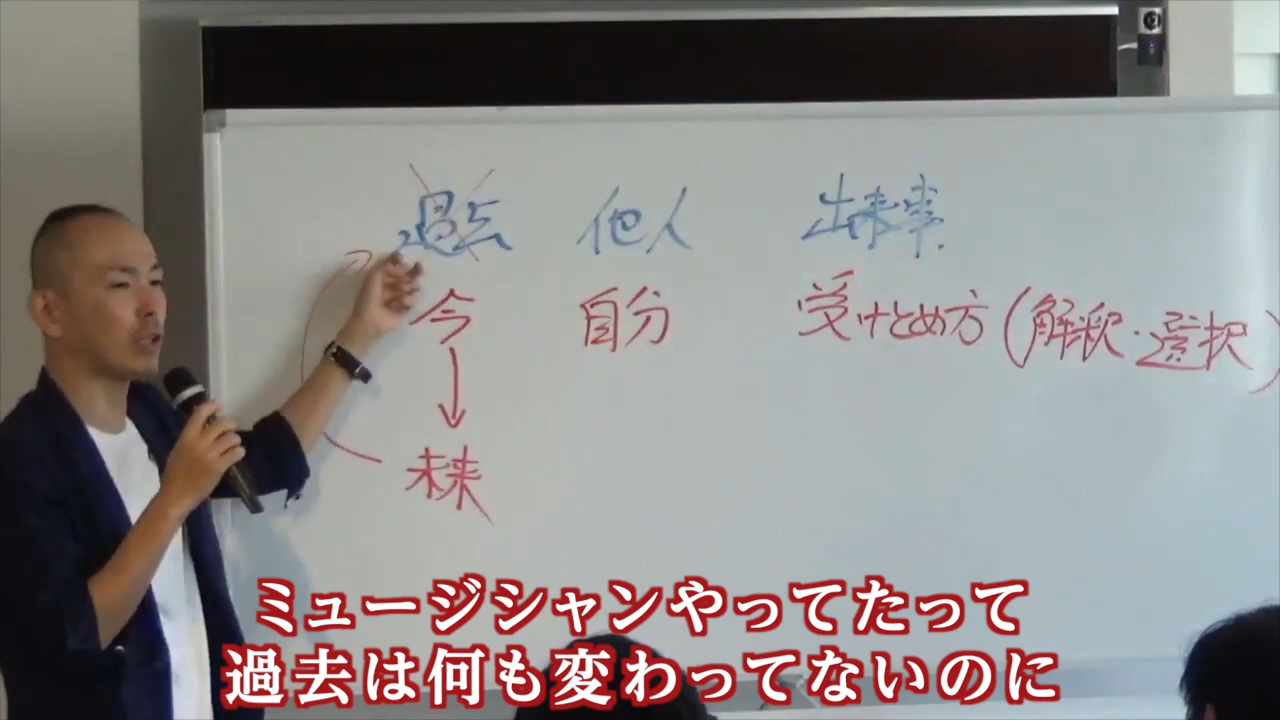 過去 他人 出来事.
今 自分 受けとめ方(解釈・選択)
↓
未来
ミュージシャンやってたって
過去は何も変わってないのに